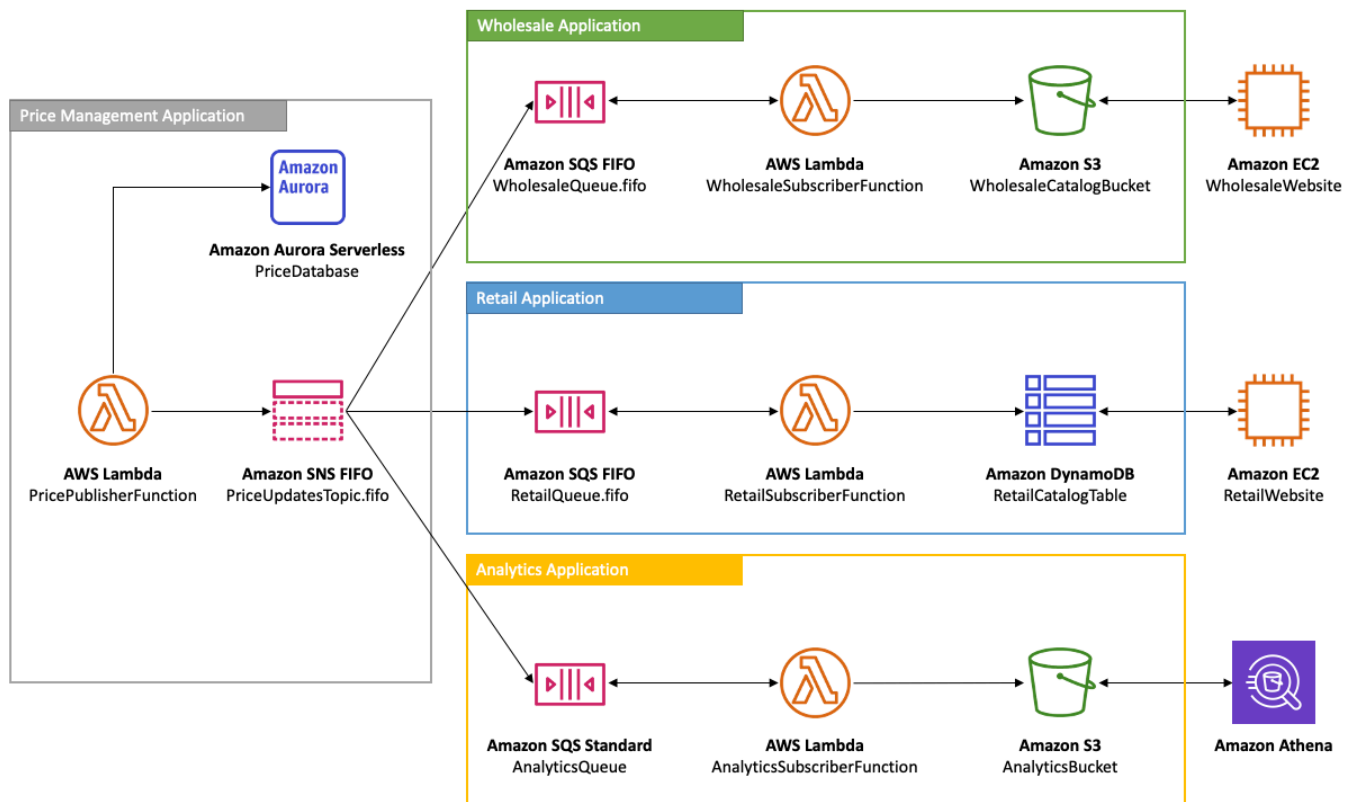 Wholesale Application
Amazon SQS FIFO
WholesaleQueue.fifo
AWS Lambda
WholesaleSubscriberFunction
Amazon S3
WholesaleCatalogBucket
Amazon EC2
WholesaleWebsite
Price Management Application
Amazon
Aurora
Amazon Aurora Serverless
PriceDatabase
AWS Lambda
PricePublisherFunction
Amazon SNS FIFO
PriceUpdatesTopic.fifo
Retail Application
Amazon SQS FIFO
RetailQueue.fifo
AWS Lambda
RetailSubscriberFunction
Amazon DynamoDB
RetailCatalogTable
Amazon EC2
RetailWebsite
Analytics Application
Amazon SQS Standard
AnalyticsQueue
AWS Lambda
AnalyticsSubscriberFunction
Amazon S3
AnalyticsBucket
Amazon Athena